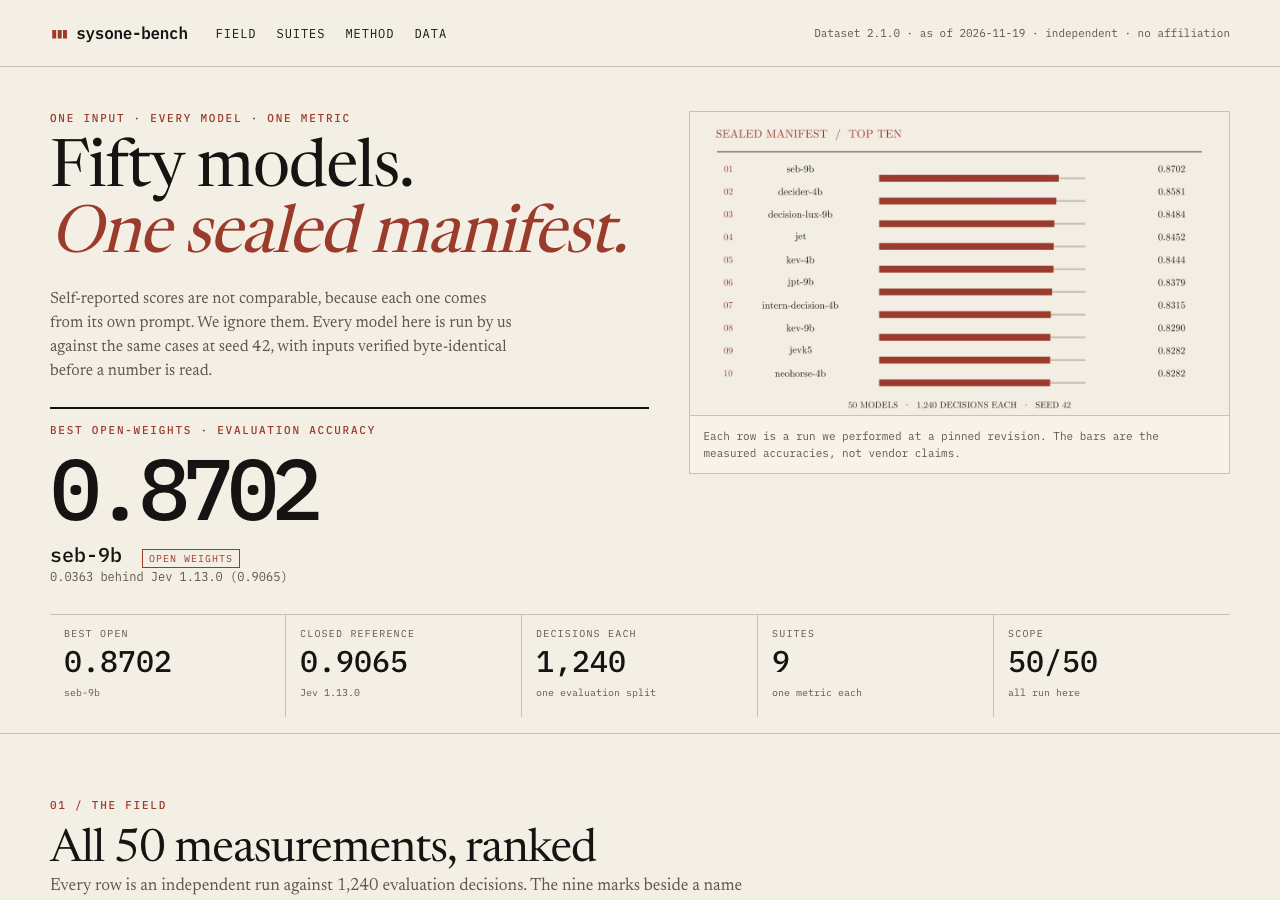 sysone-bench FIELD SUITES METHOD DATA Dataset 2.1.0 · as of 2026-11-19 · independent · no affiliation
ONE INPUT · EVERY MODEL · ONE METRIC
Fifty models.
One sealed manifest.
Self-reported scores are not comparable, because each one comes
from its own prompt. We ignore them. Every model here is run by us
against the same cases at seed 42, with inputs verified byte-identical
before a number is read.
BEST OPEN-WEIGHTS · EVALUATION ACCURACY
0.8702
seb-9b OPEN WEIGHTS
0.0363 behind Jev 1.13.0 (0.9065)
SEALED MANIFEST / TOP TEN
01 seb-9b 0.8702
02 decider-4b 0.8581
03 decision-lux-9b 0.8484
04 jet 0.8452
05 kev-4b 0.8444
06 jpt-9b 0.8379
07 intern-decision-4b 0.8315
08 kev-9b 0.8290
09 jevk5 0.8282
10 neohorse-4b 0.8282
50 MODELS · 1,240 DECISIONS EACH · SEED 42
Each row is a run we performed at a pinned revision. The bars are the
measured accuracies, not vendor claims.
BEST OPEN
0.8702
seb-9b
CLOSED REFERENCE
0.9065
Jev 1.13.0
DECISIONS EACH
1,240
one evaluation split
SUITES
9
one metric each
SCOPE
50/50
all run here
01 / THE FIELD
All 50 measurements, ranked
Every row is an independent run against 1,240 evaluation decisions. The nine marks beside a name